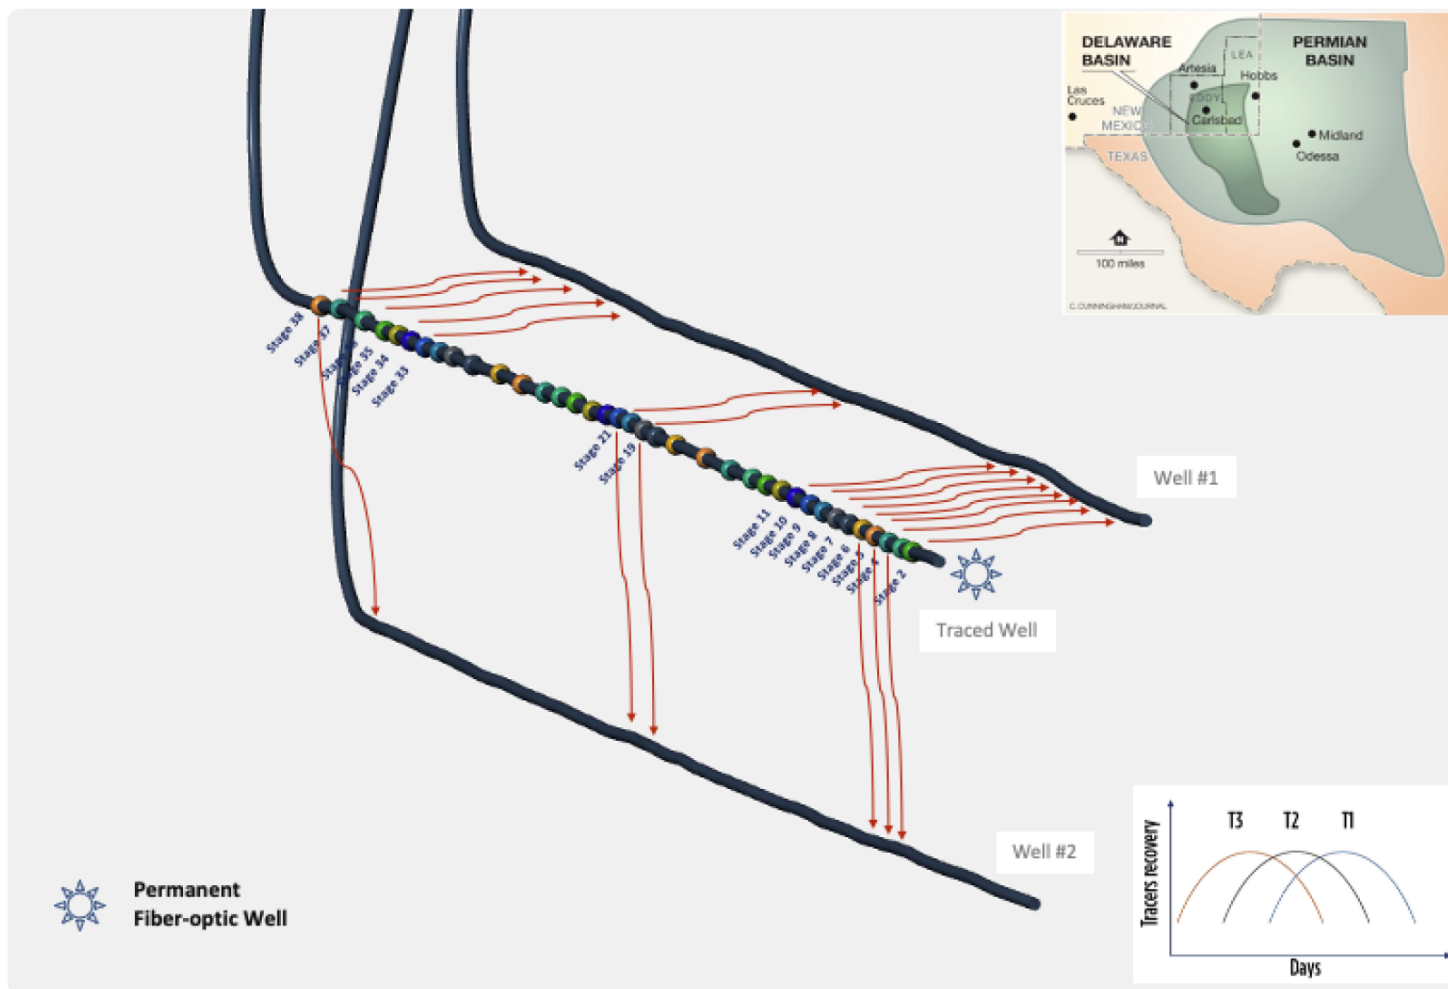 DELAWARE
BASIN
PERMIAN
BASIN
LEA
Artesia
Hobbs
Las
Cruces
EDDY
NEW
MEXICO
Carlsbad
Midland
Odessa
TEXAS
N
100 miles
C. CUNNINGHAM/JOURNAL
Stage 38
Stage 37
Stage 35
Stage 34
Stage 33
Stage 21
Stage 19
Stage 11
Stage 10
Stage 9
Stage 8
Stage 7
Stage 6
Stage 5
Stage 4
Stage 2
Well #1
Traced Well
Well #2
Permanent
Fiber-optic Well
T3 T2 T1
Tracers recovery
Days